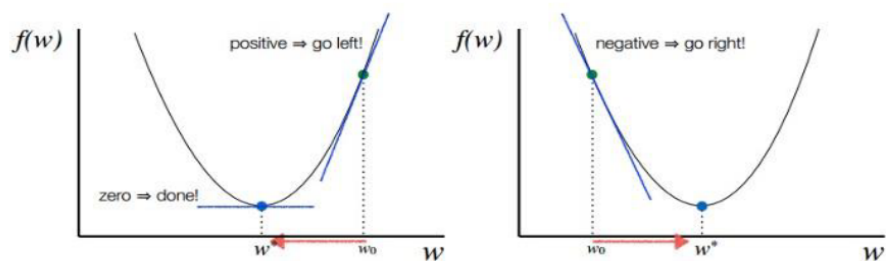 f(w)
positive ⇒ go left!
zero ⇒ done!
w*
w₀
w
f(w)
negative ⇒ go right!
w₀
w*
w